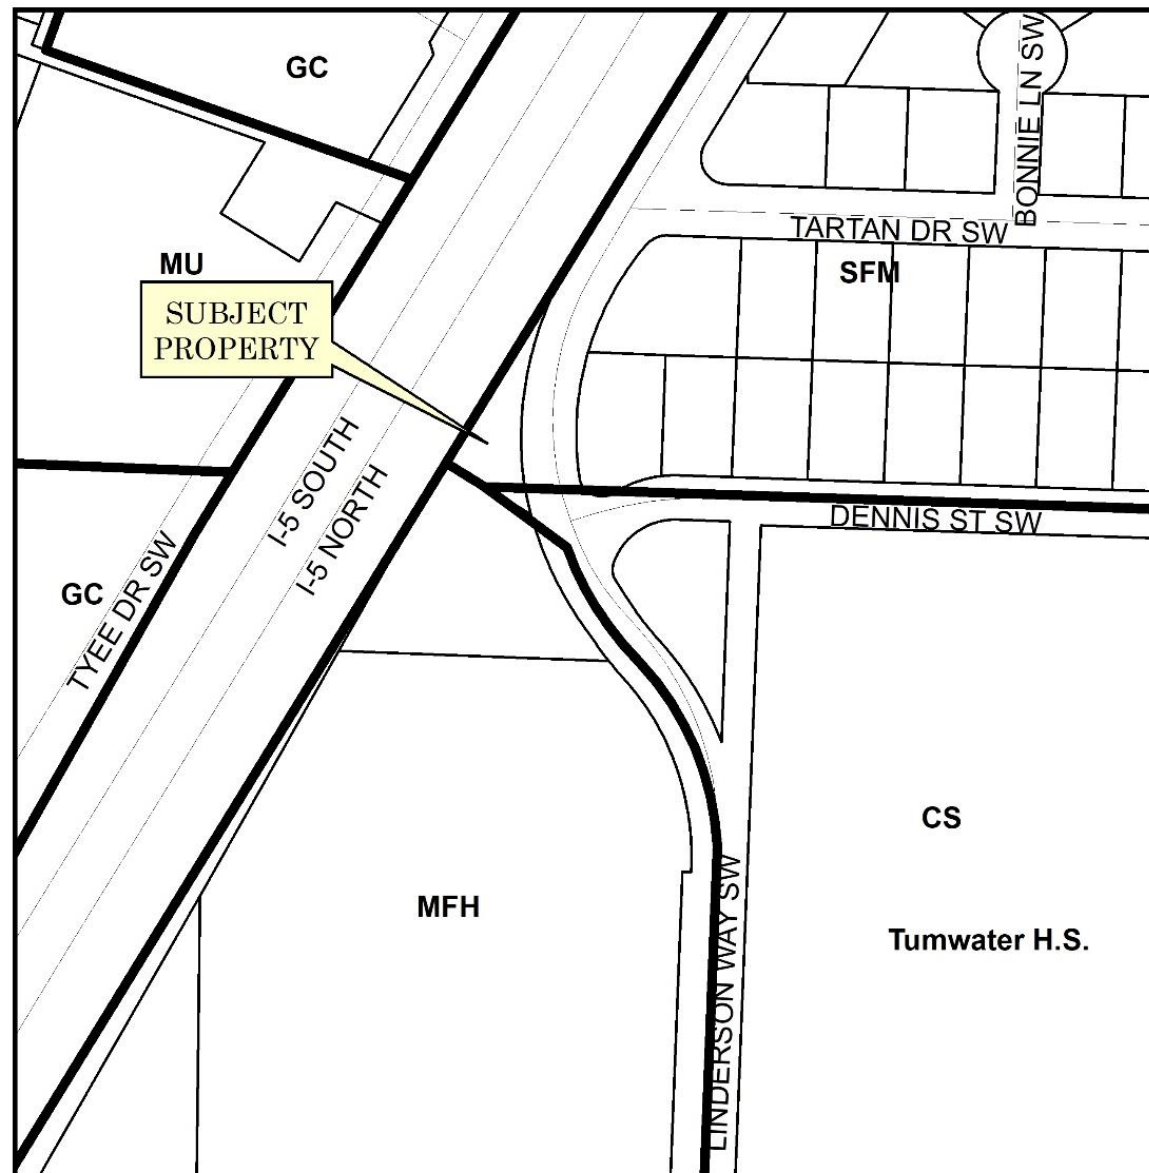 GC
BONNIE LN SW
TARTAN DR SW
MU
SFM
SUBJECT
PROPERTY
I-5 SOUTH
I-5 NORTH
DENNIS ST SW
GC
TYEE DR SW
CS
MFH
Tumwater H.S.
LINDERSON WAY SW